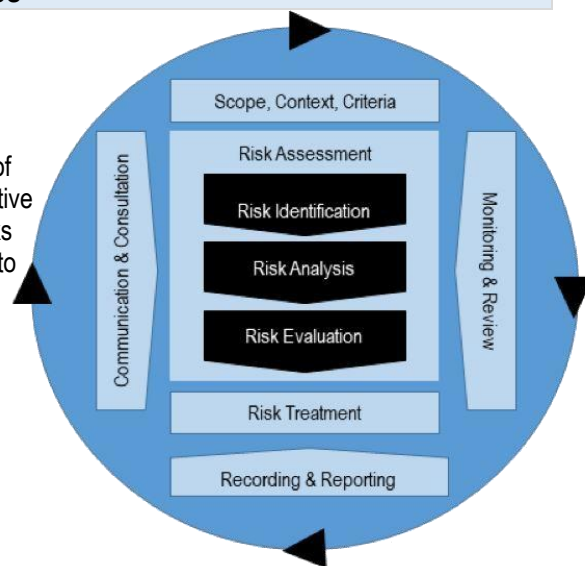 of
tive
s
to
Scope, Context, Criteria
Risk Assessment
Risk Identification
Risk Analysis
Risk Evaluation
Risk Treatment
Recording & Reporting
Communication & Consultation
Monitoring & Review